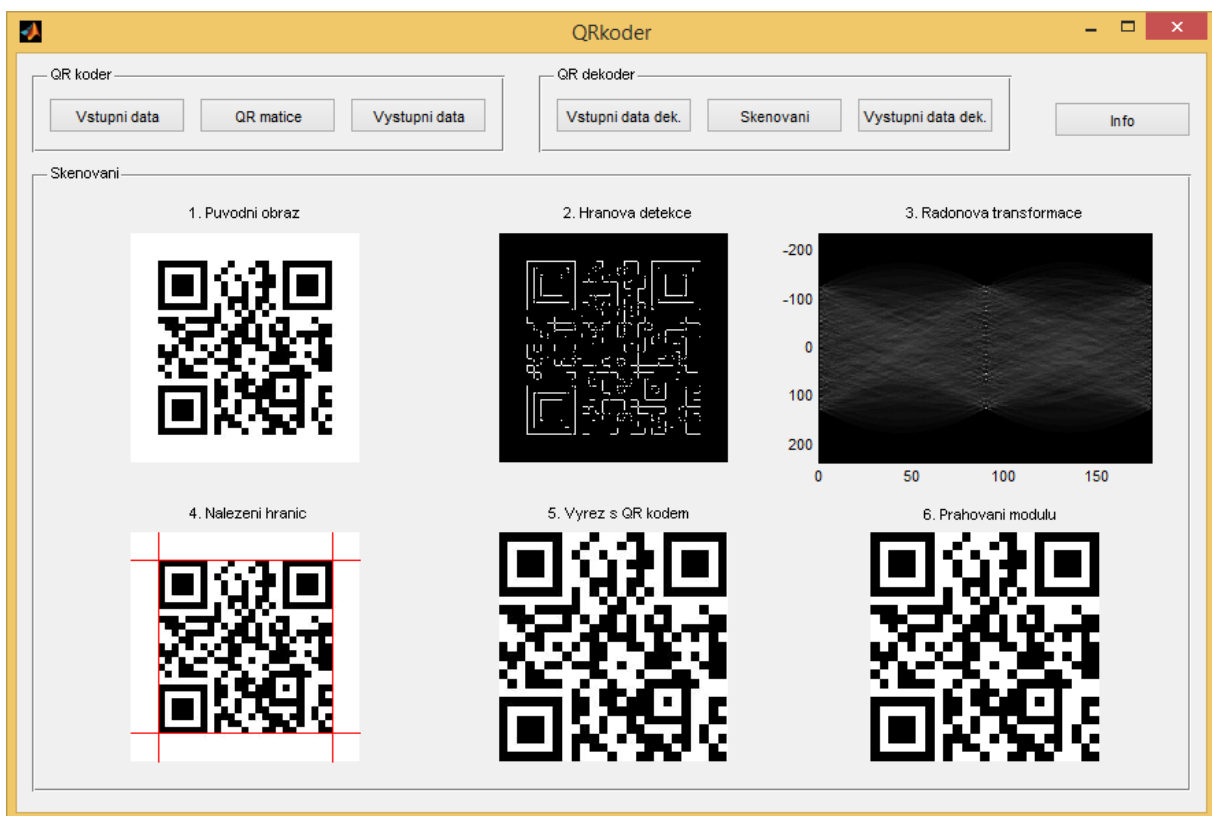 QRkoder
QR koder
QR dekoder
Vstupni data
QR matice
Vystupni data
Vstupni data dek.
Skenovani
Vystupni data dek.
Info
Skenovani
1. Puvodni obraz
2. Hranova detekce
3. Radonova transformace
-200
-100
0
100
200
0
50
100
150
4. Nalezeni hranic
5. Vyrez s QR kodem
6. Prahovani modulu